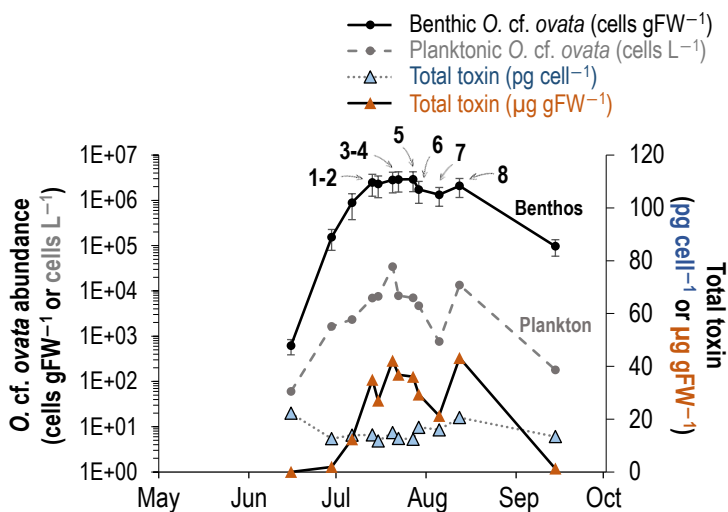 Benthic O. cf. ovata (cells gFW−1)
Planktonic O. cf. ovata (cells L−1)
Total toxin (pg cell−1)
Total toxin (µg gFW−1)
O. cf. ovata abundance
(cells gFW−1 or cells L−1)
1E+07
1E+06
1E+05
1E+04
1E+03
1E+02
1E+01
1E+00
1-2
3-4
5
6
7
8
Benthos
Plankton
120
100
80
60
40
20
0
Total toxin
(pg cell−1 or µg gFW−1)
May
Jun
Jul
Aug
Sep
Oct